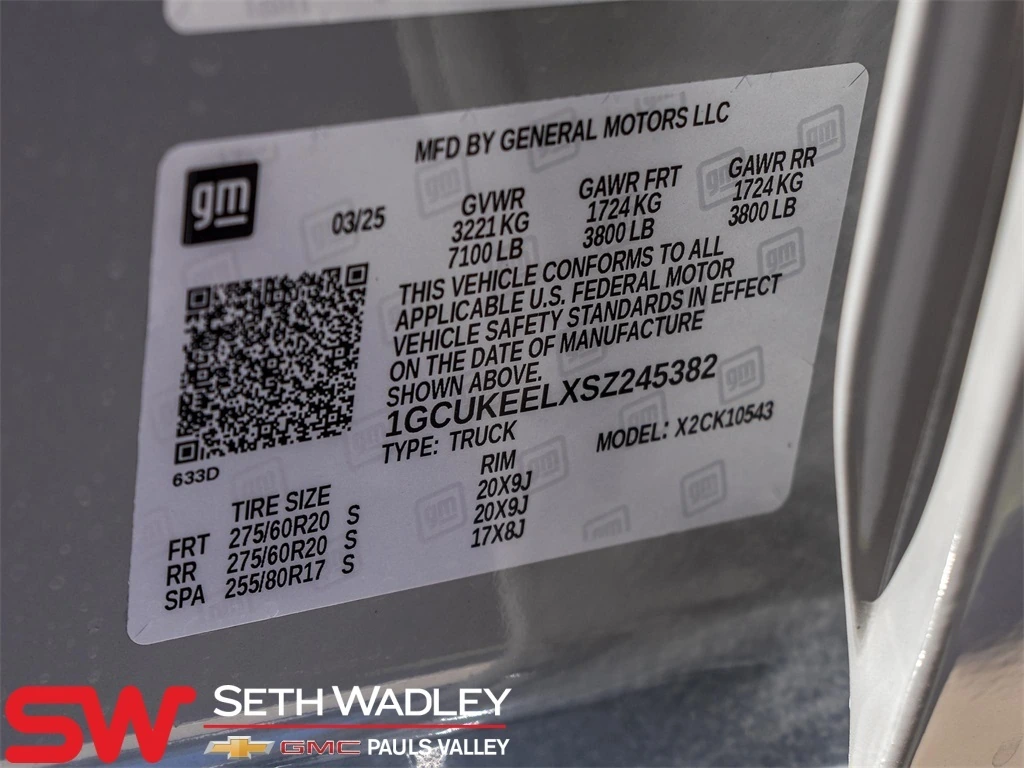 MFD BY GENERAL MOTORS LLC
gm
03/25
GVWR
3221 KG
7100 LB
GAWR FRT
1724 KG
3800 LB
GAWR RR
1724 KG
3800 LB
THIS VEHICLE CONFORMS TO ALL
APPLICABLE U.S. FEDERAL MOTOR
VEHICLE SAFETY STANDARDS IN EFFECT
ON THE DATE OF MANUFACTURE
SHOWN ABOVE.
1GCUKEELXSZ245382
TYPE: TRUCK MODEL: X2CK10543
633D
TIRE SIZE RIM
FRT 275/60R20 S 20X9J
RR 275/60R20 S 20X9J
SPA 255/80R17 S 17X8J
SW SETH WADLEY
GMC PAULS VALLEY